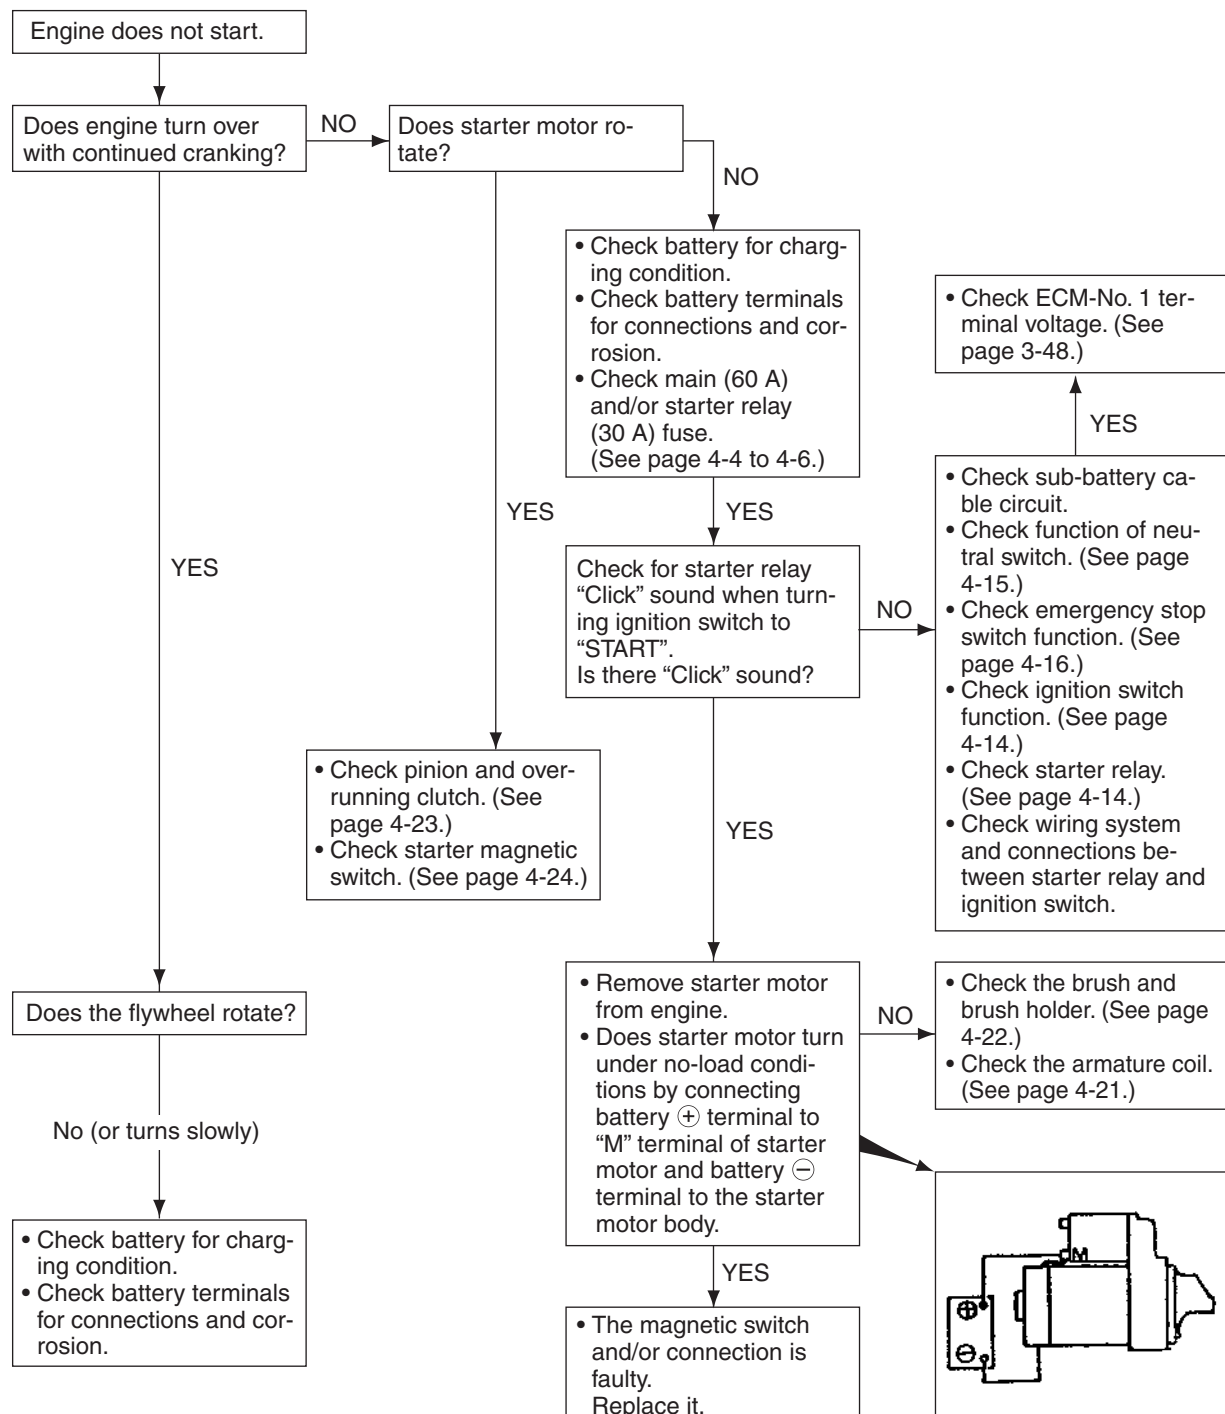 Engine does not start.
Does engine turn over
with continued cranking?
NO
Does starter motor ro-
tate?
NO
• Check battery for charg-
ing condition.
• Check battery terminals
for connections and cor-
rosion.
• Check main (60 A)
and/or starter relay
(30 A) fuse.
(See page 4-4 to 4-6.)
• Check ECM-No. 1 ter-
minal voltage. (See
page 3-48.)
YES
• Check sub-battery ca-
ble circuit.
• Check function of neu-
tral switch. (See page
4-15.)
• Check emergency stop
switch function. (See
page 4-16.)
• Check ignition switch
function. (See page
4-14.)
• Check starter relay.
(See page 4-14.)
• Check wiring system
and connections be-
tween starter relay and
ignition switch.
YES
YES
YES
Check for starter relay
“Click” sound when turn-
ing ignition switch to
“START”.
Is there “Click” sound?
NO
• Check pinion and over-
running clutch. (See
page 4-23.)
• Check starter magnetic
switch. (See page 4-24.)
YES
Does the flywheel rotate?
• Remove starter motor
from engine.
• Does starter motor turn
under no-load condi-
tions by connecting
battery ⊕ terminal to
“M” terminal of starter
motor and battery ⊖
terminal to the starter
motor body.
NO
• Check the brush and
brush holder. (See page
4-22.)
• Check the armature coil.
(See page 4-21.)
No (or turns slowly)
• Check battery for charg-
ing condition.
• Check battery terminals
for connections and cor-
rosion.
YES
• The magnetic switch
and/or connection is
faulty.
Replace it.
M
⊕
⊖